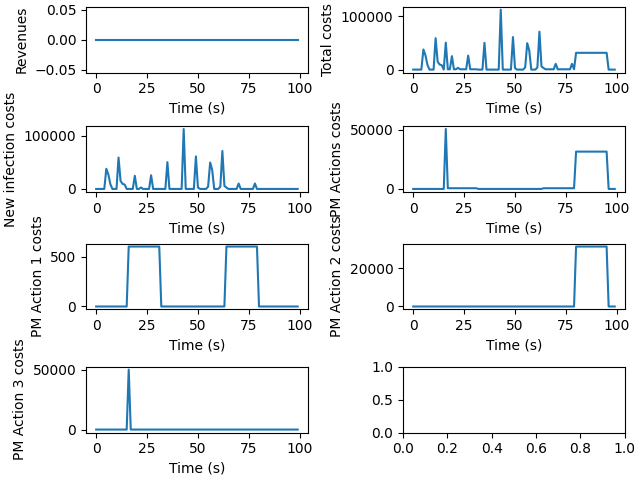 Revenues
0.05
0.00
−0.05
0 25 50 75 100
Time (s)
Total costs
100000
0
0 25 50 75 100
Time (s)
New infection costs
100000
0
0 25 50 75 100
Time (s)
PM Actions costs
50000
0
0 25 50 75 100
Time (s)
PM Action 1 costs
500
0
0 25 50 75 100
Time (s)
PM Action 2 costs
20000
0
0 25 50 75 100
Time (s)
PM Action 3 costs
50000
0
0 25 50 75 100
Time (s)
1.0
0.5
0.0
0.0 0.2 0.4 0.6 0.8 1.0